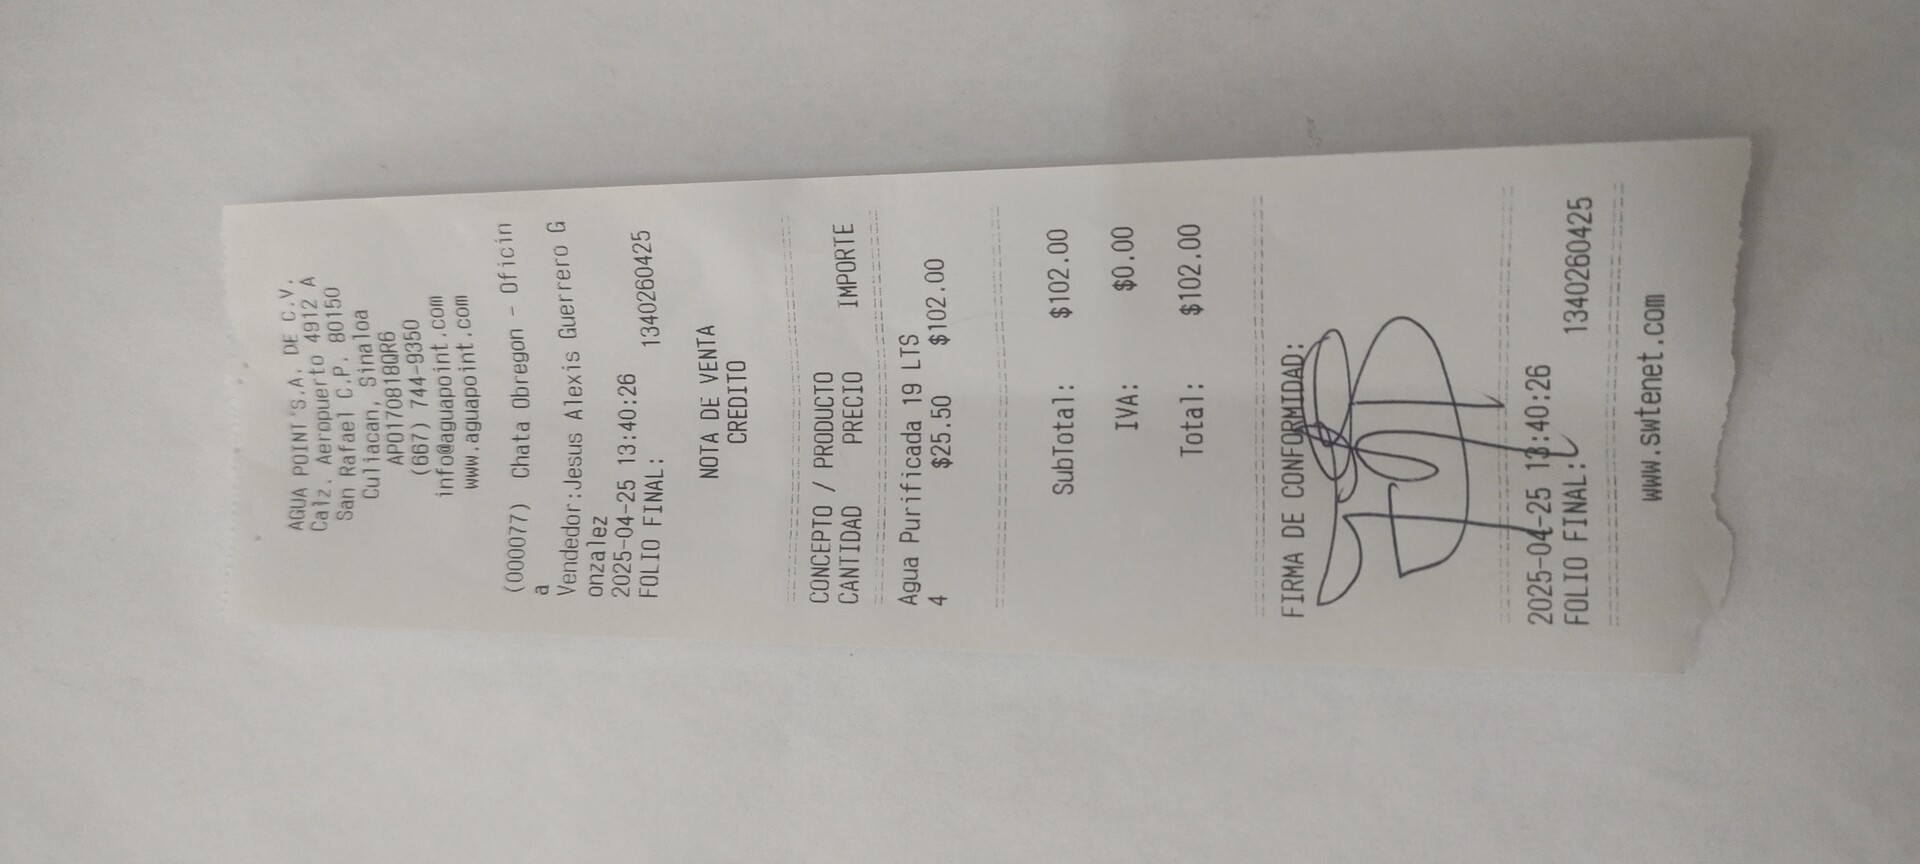 AGUA POINT S.A. DE C.V.
Calz. Aeropuerto 4912 A
San Rafael C.P. 80150
Culiacan, Sinaloa
APO170818QR6
(667) 744-9350
info@aguapoint.com
www.aguapoint.com
(000077) Chata Obregon - Oficin
a
Vendedor:Jesus Alexis Guerrero G
onzalez
2025-04-25 13:40:26
FOLIO FINAL: 1340260425
NOTA DE VENTA
CREDITO
CONCEPTO / PRODUCTO
CANTIDAD PRECIO IMPORTE
Agua Purificada 19 LTS
4 $25.50 $102.00
SubTotal: $102.00
IVA: $0.00
Total: $102.00
FIRMA DE CONFORMIDAD:
2025-04-25 13:40:26
FOLIO FINAL: 1340260425
www.swtenet.com